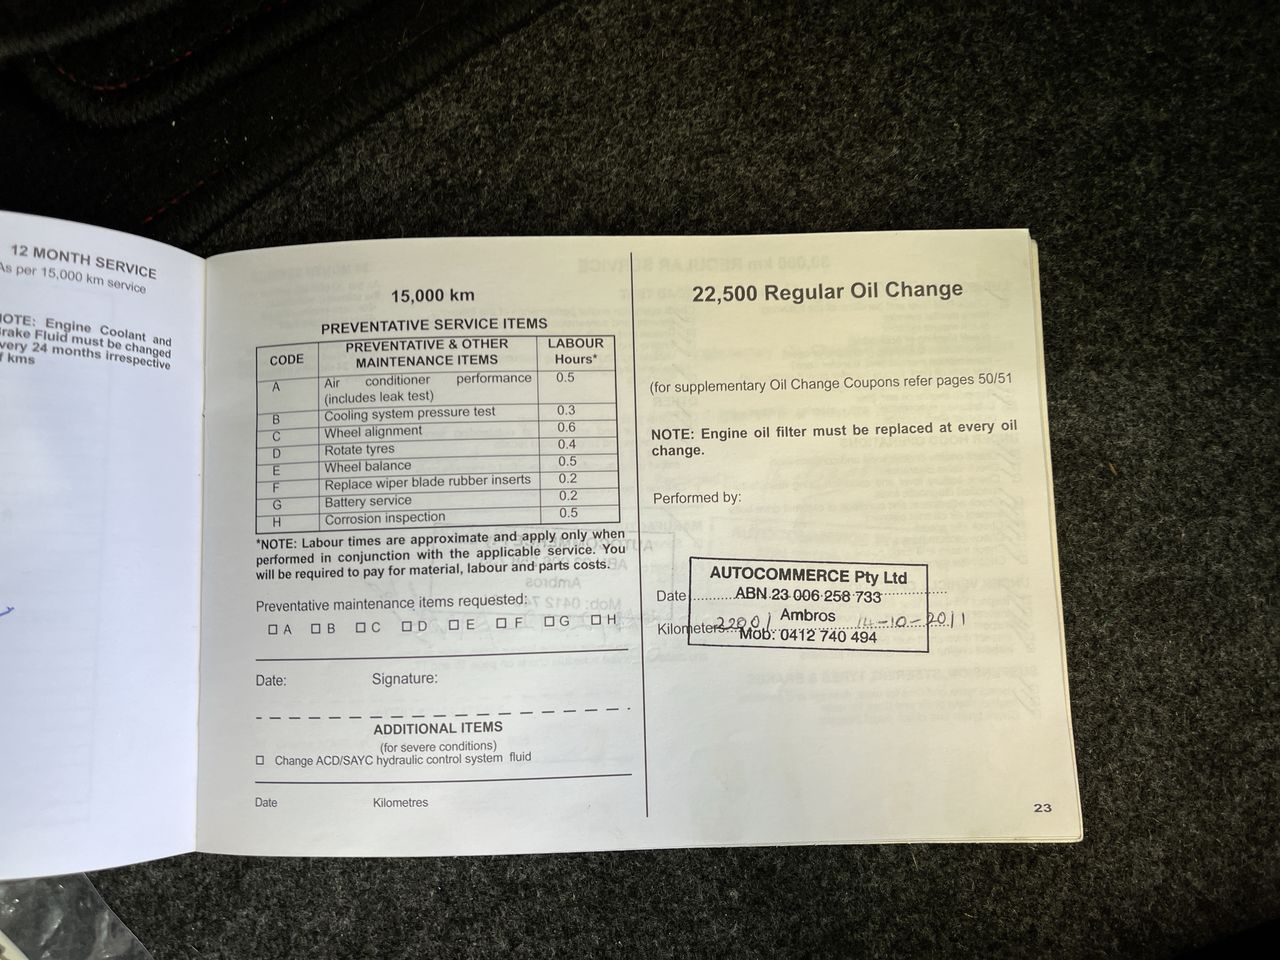 12 MONTH SERVICE
As per 15,000 km service
NOTE: Engine Coolant and
Brake Fluid must be changed
every 24 months irrespective
of kms
15,000 km
PREVENTATIVE SERVICE ITEMS
CODE PREVENTATIVE & OTHER MAINTENANCE ITEMS LABOUR Hours*
A Air conditioner performance (includes leak test) 0.5
B Cooling system pressure test 0.3
C Wheel alignment 0.6
D Rotate tyres 0.4
E Wheel balance 0.5
F Replace wiper blade rubber inserts 0.2
G Battery service 0.2
H Corrosion inspection 0.5
*NOTE: Labour times are approximate and apply only when
performed in conjunction with the applicable service. You
will be required to pay for material, labour and parts costs.
Preventative maintenance items requested:
☐ A ☐ B ☐ C ☐ D ☐ E ☐ F ☐ G ☐ H
Date: Signature:
ADDITIONAL ITEMS
(for severe conditions)
☐ Change ACD/SAYC hydraulic control system fluid
Date Kilometres
22,500 Regular Oil Change
(for supplementary Oil Change Coupons refer pages 50/51
NOTE: Engine oil filter must be replaced at every oil
change.
Performed by:
AUTOCOMMERCE Pty Ltd
Date ABN 23 006 258 733
Ambros
Kilometers 22001 14-10-2011
Mob: 0412 740 494
23